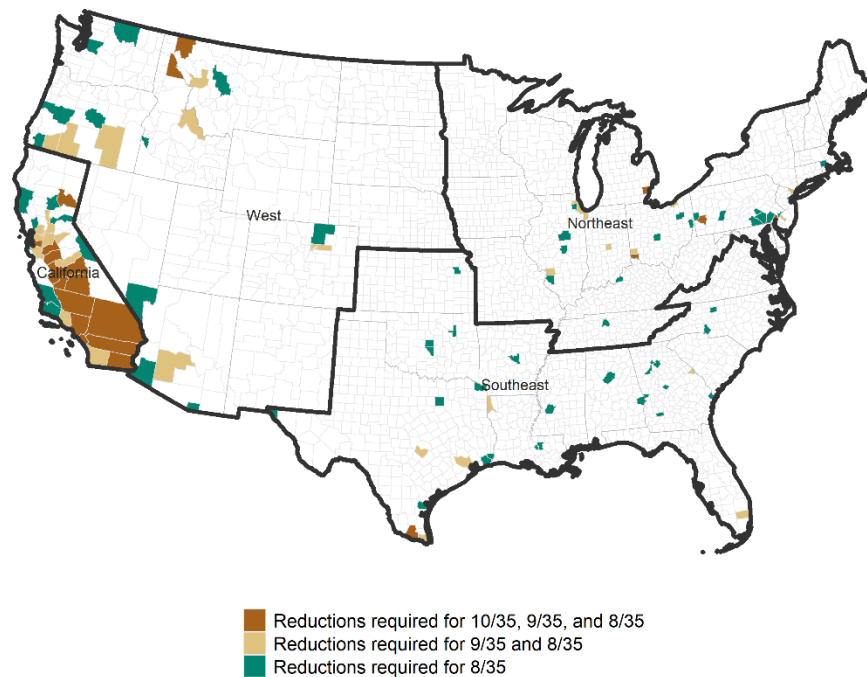 West
Northeast
California
Southeast
Reductions required for 10/35, 9/35, and 8/35
Reductions required for 9/35 and 8/35
Reductions required for 8/35